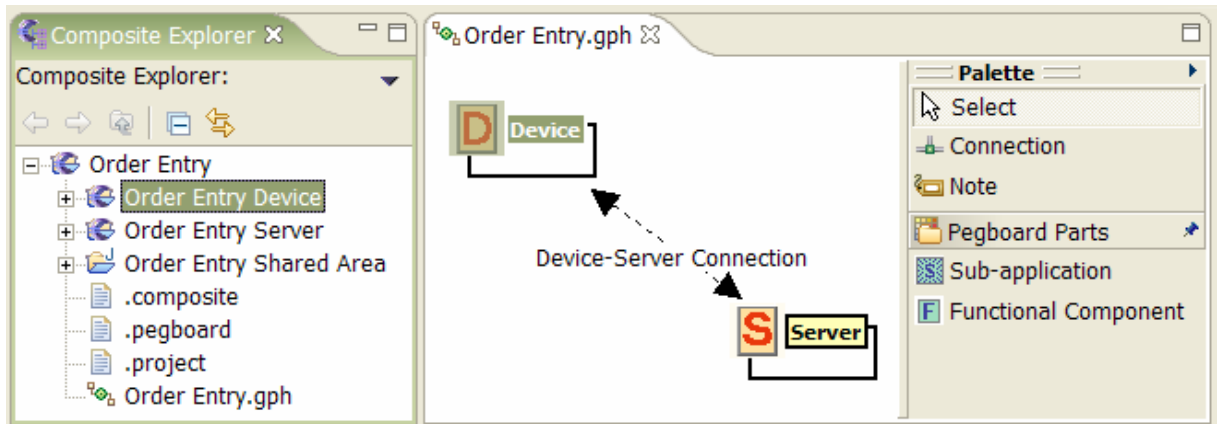 Composite Explorer
Composite Explorer:
Order Entry
Order Entry Device
Order Entry Server
Order Entry Shared Area
.composite
.pegboard
.project
Order Entry.gph
Order Entry.gph
D Device
Device-Server Connection
S Server
Palette
Select
Connection
Note
Pegboard Parts
S Sub-application
F Functional Component